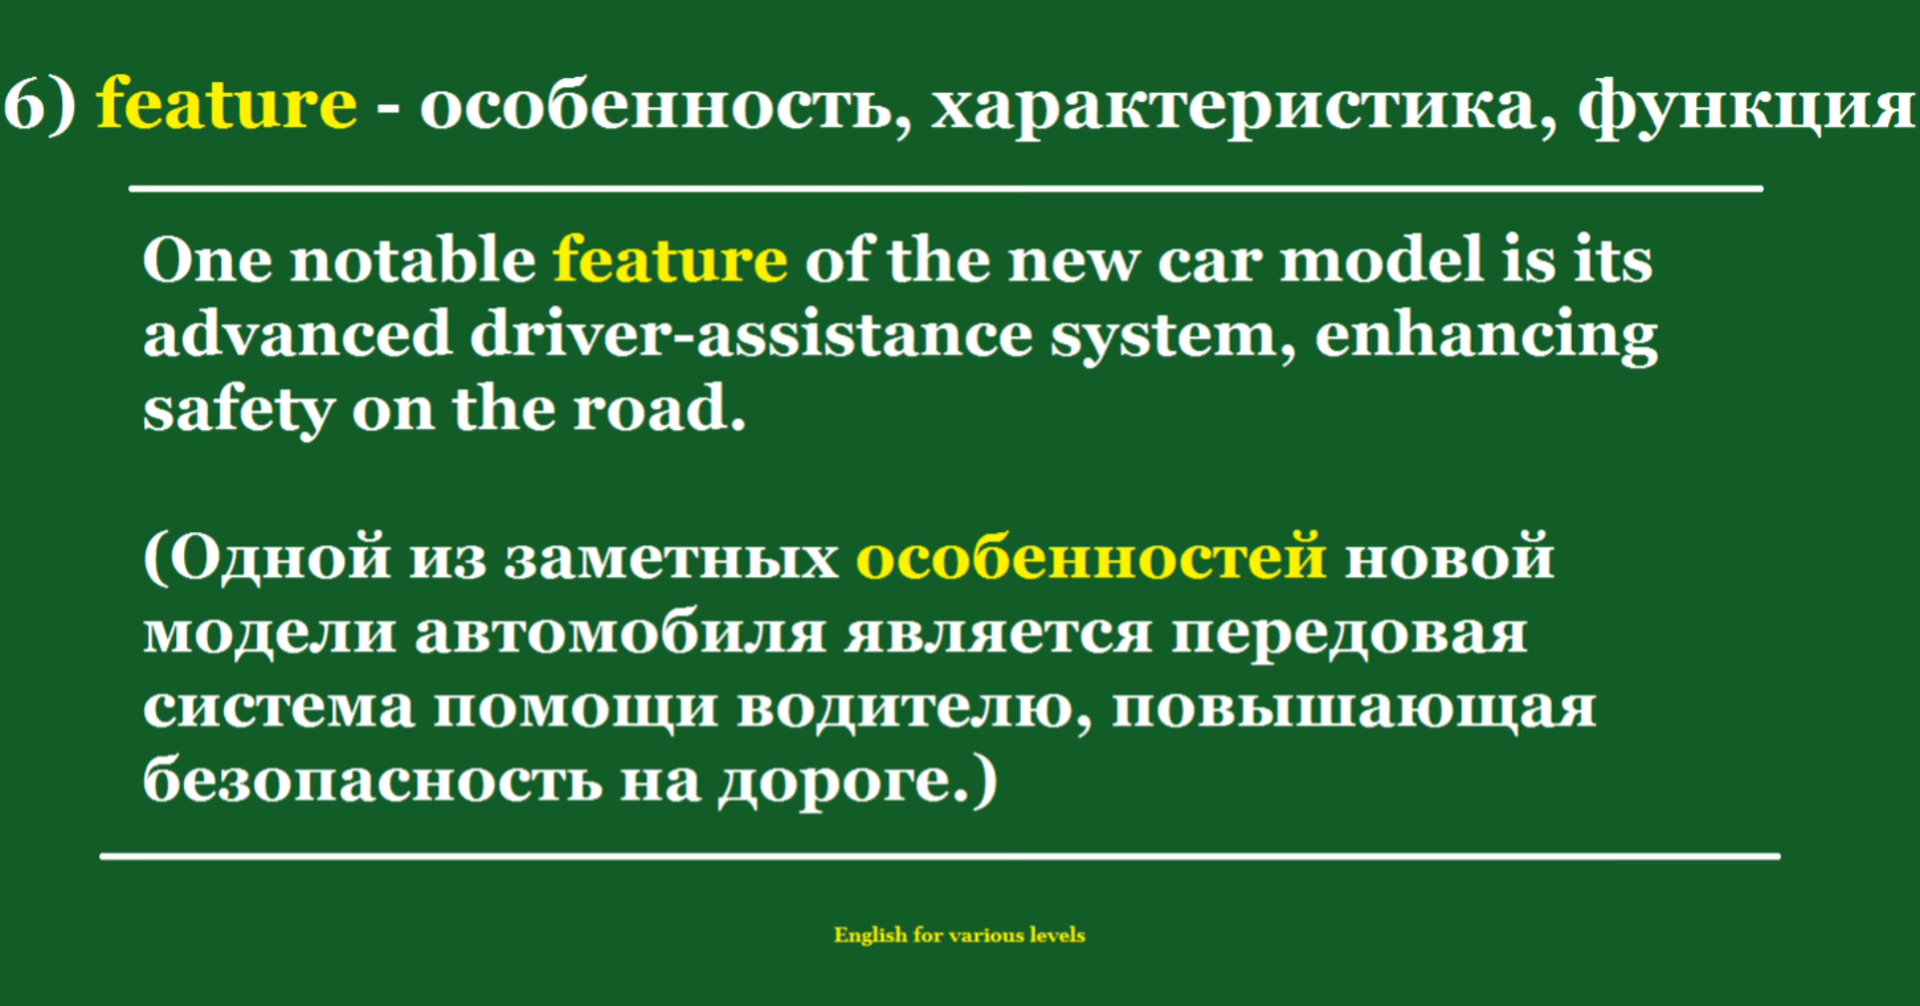 6) feature - особенность, характеристика, функция
One notable feature of the new car model is its
advanced driver-assistance system, enhancing
safety on the road.
(Одной из заметных особенностей новой
модели автомобиля является передовая
система помощи водителю, повышающая
безопасность на дороге.)
English for various levels